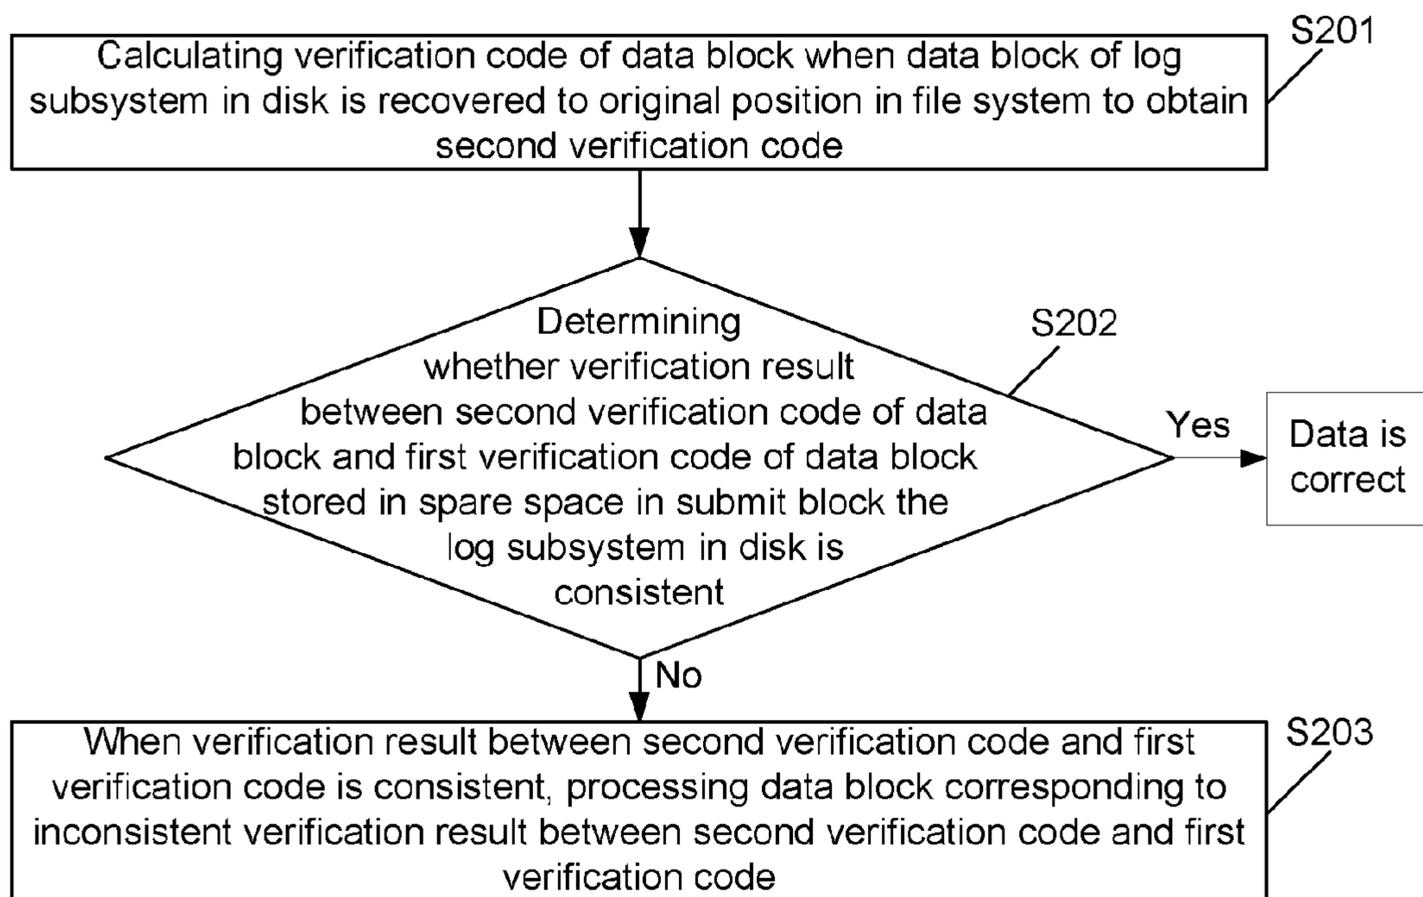 S201
Calculating verification code of data block when data block of log
subsystem in disk is recovered to original position in file system to obtain
second verification code
Determining
whether verification result
between second verification code of data
block and first verification code of data block
stored in spare space in submit block the
log subsystem in disk is
consistent
S202
Yes
Data is
correct
No
When verification result between second verification code and first
verification code is consistent, processing data block corresponding to
inconsistent verification result between second verification code and first
verification code
S203